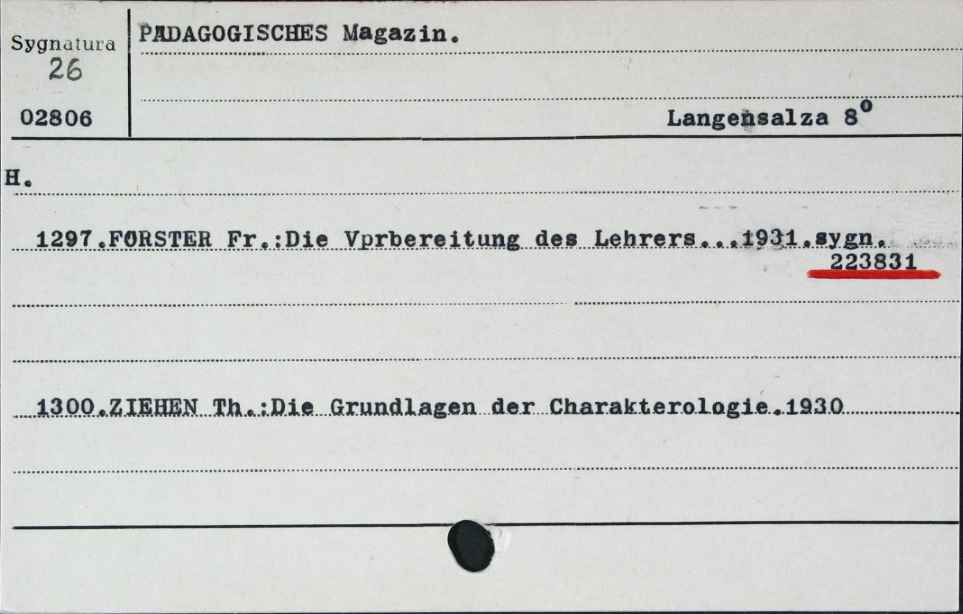 Sygnatura
26
02806
PADAGOGISCHES Magazin.
Langensalza 8⁰
H.
1297.FORSTER Fr.:Die Vprbereitung des Lehrers...1931.sygn.
223831
1300.ZIEHEN Th.:Die Grundlagen der Charakterologie.1930